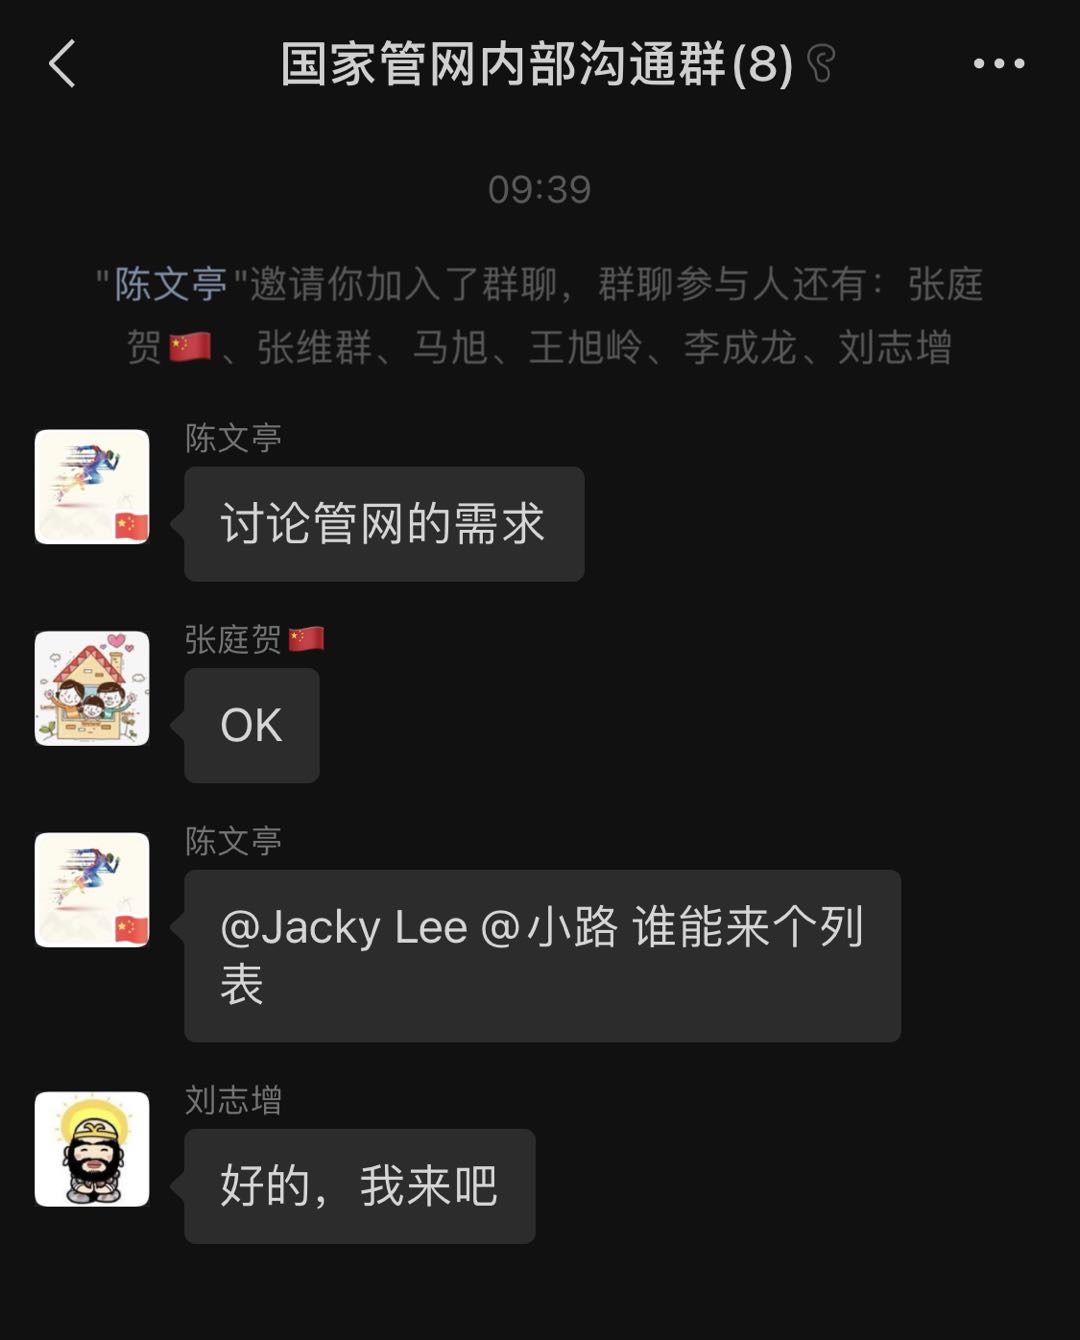 国家管网内部沟通群(8)
09:39
"陈文亭"邀请你加入了群聊，群聊参与人还有：张庭
贺🇨🇳、张维群、马旭、王旭岭、李成龙、刘志增
陈文亭
讨论管网的需求
张庭贺🇨🇳
OK
陈文亭
@Jacky Lee @小路 谁能来个列
表
刘志增
好的，我来吧